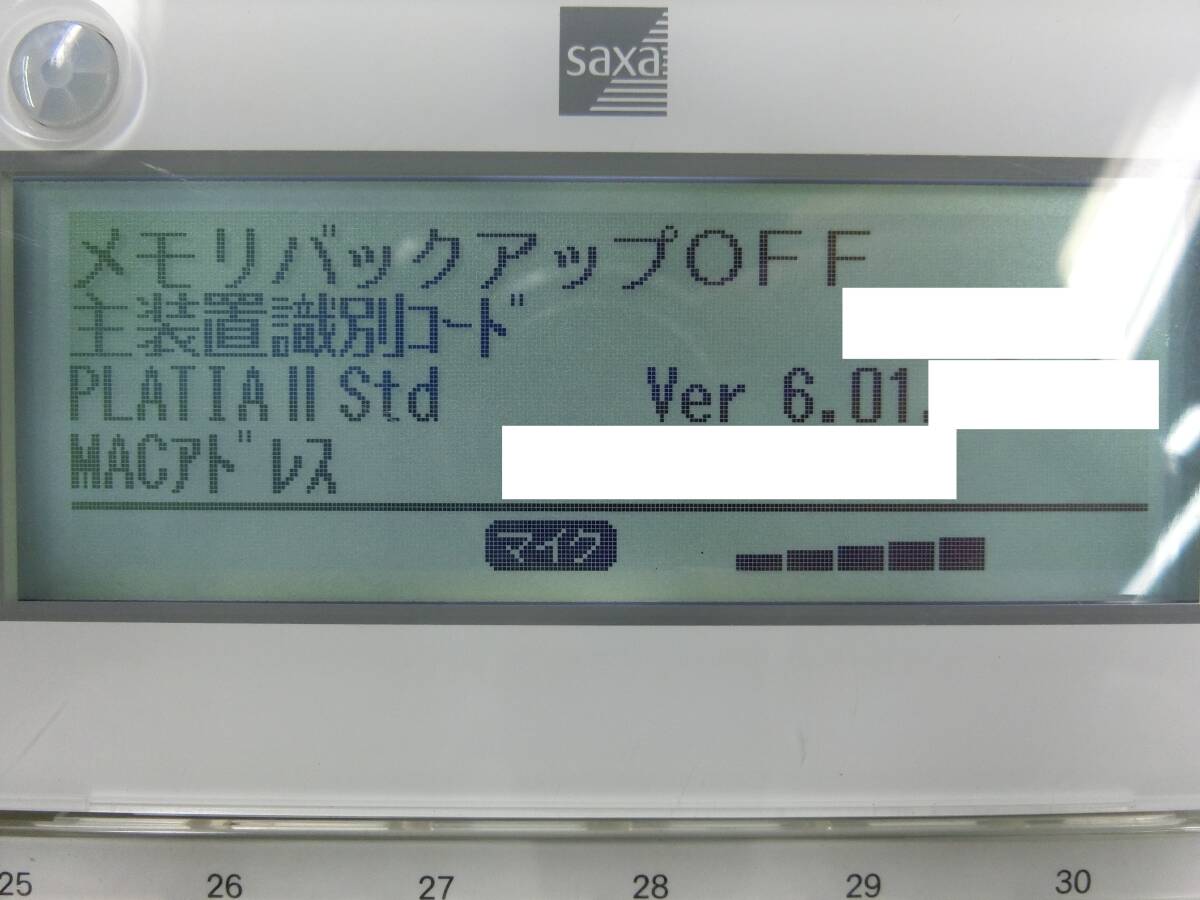 saxa
メモリバックアップOFF
主装置識別ｺｰﾄﾞ
PLATIA II Std Ver 6.01.
MACｱﾄﾞﾚｽ
マイク
25 26 27 28 29 30